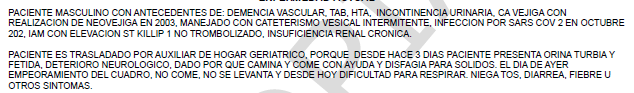 PACIENTE MASCULINO CON ANTECEDENTES DE: DEMENCIA VASCULAR, TAB, HTA, INCONTINENCIA URINARIA, CA VEJIGA CON
REALIZACION DE NEOVEJIGA EN 2003, MANEJADO CON CATETERISMO VESICAL INTERMITENTE, INFECCION POR SARS COV 2 EN OCTUBRE
202, IAM CON ELEVACION ST KILLIP 1 NO TROMBOLIZADO, INSUFICIENCIA RENAL CRONICA.
PACIENTE ES TRASLADADO POR AUXILIAR DE HOGAR GERIATRICO, PORQUE DESDE HACE 3 DIAS PACIENTE PRESENTA ORINA TURBIA Y
FETIDA, DETERIORO NEUROLOGICO, DADO POR QUE CAMINA Y COME CON AYUDA Y DISFAGIA PARA SOLIDOS. EL DIA DE AYER
EMPEORAMIENTO DEL CUADRO, NO COME, NO SE LEVANTA Y DESDE HOY DIFICULTAD PARA RESPIRAR. NIEGA TOS, DIARREA, FIEBRE U
OTROS SINTOMAS.